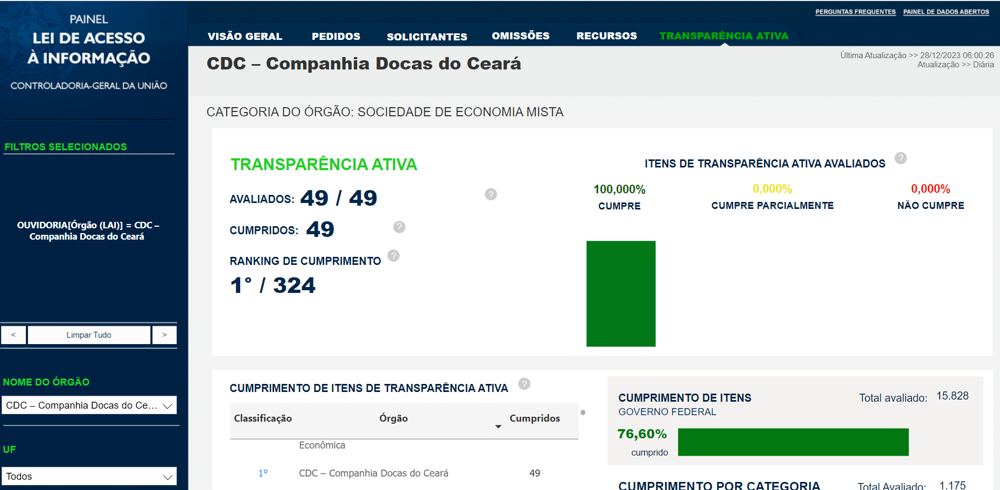 PAINEL
LEI DE ACESSO
À INFORMAÇÃO
CONTROLADORIA-GERAL DA UNIÃO
PERGUNTAS FREQUENTES PAINEL DE DADOS ABERTOS
VISÃO GERAL PEDIDOS SOLICITANTES OMISSÕES RECURSOS TRANSPARÊNCIA ATIVA
CDC – Companhia Docas do Ceará
Última Atualização >> 28/12/2023 06:00:26
Atualização >> Diária
CATEGORIA DO ÓRGÃO: SOCIEDADE DE ECONOMIA MISTA
FILTROS SELECIONADOS
OUVIDORIA[Órgão (LAI)] = CDC –
Companhia Docas do Ceará
< Limpar Tudo >
NOME DO ÓRGÃO
CDC – Companhia Docas do Ce...
UF
Todos
TRANSPARÊNCIA ATIVA
AVALIADOS: 49 / 49 ?
CUMPRIDOS: 49 ?
RANKING DE CUMPRIMENTO ?
1° / 324
ITENS DE TRANSPARÊNCIA ATIVA AVALIADOS ?
100,000% 0,000% 0,000%
CUMPRE CUMPRE PARCIALMENTE NÃO CUMPRE
CUMPRIMENTO DE ITENS DE TRANSPARÊNCIA ATIVA ?
Classificação Órgão Cumpridos
Econômica
1º CDC – Companhia Docas do Ceará 49
CUMPRIMENTO DE ITENS Total avaliado: 15.828
GOVERNO FEDERAL
76,60%
cumprido
CUMPRIMENTO POR CATEGORIA Total Avaliado: 1.175